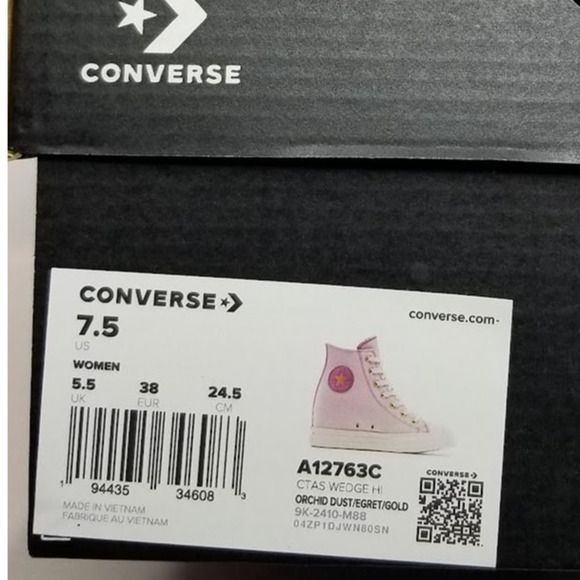 CONVERSE
CONVERSE
converse.com-
7.5
US
WOMEN
5.5 38 24.5
UK EUR CM
1 94435 34608 3
MADE IN VIETNAM
FABRIQUE AU VIETNAM
A12763C
CTAS WEDGE HI
ORCHID DUST/EGRET/GOLD
9K-2410-M88
04ZP1DJWN80SN
CONVERSE